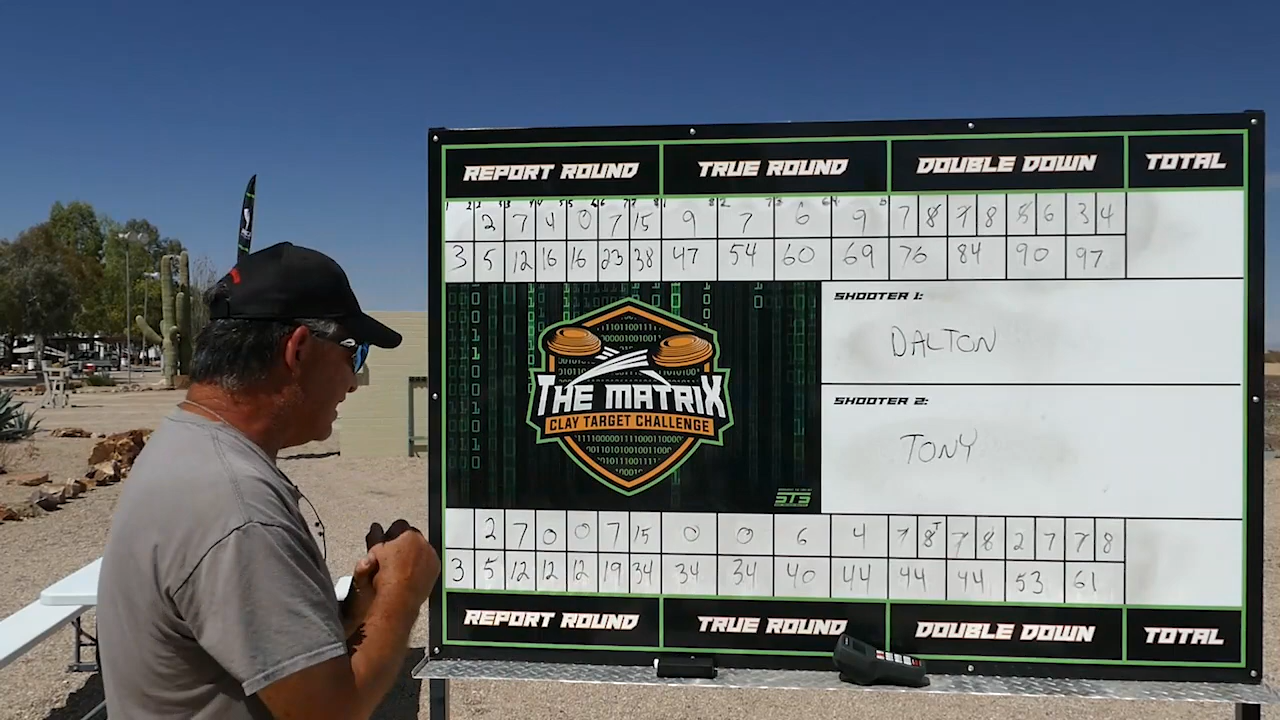 REPORT ROUND TRUE ROUND DOUBLE DOWN TOTAL
2 7 4 0 7 15 9 7 6 9 7 8 7 8 5 6 3 4
3 5 12 16 16 23 38 47 54 60 69 76 84 90 97
SHOOTER 1:
DALTON
THE MATRIX
CLAY TARGET CHALLENGE
SHOOTER 2:
TONY
STS
2 7 0 0 7 15 0 0 6 4 7 8 7 8 2 7 7 8
3 5 12 12 12 19 34 34 34 40 44 44 44 53 61
REPORT ROUND TRUE ROUND DOUBLE DOWN TOTAL